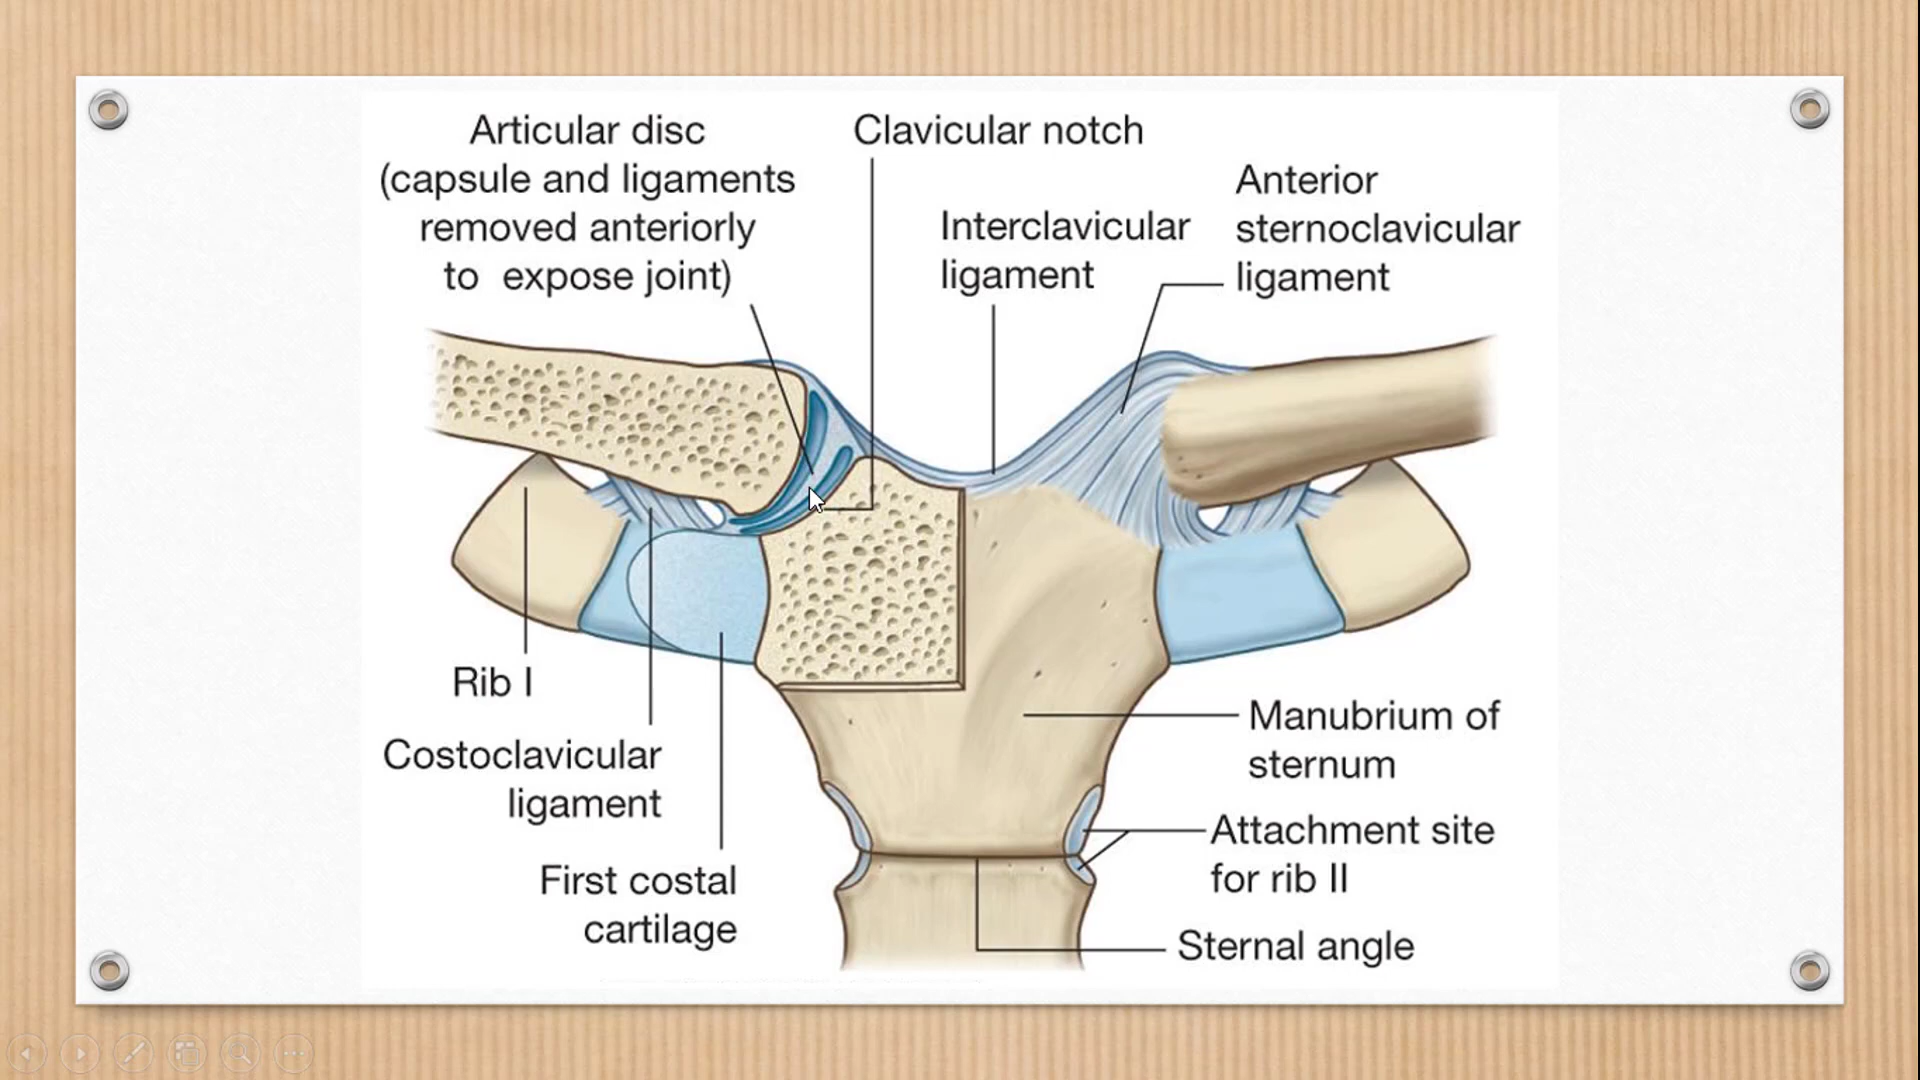 Articular disc
(capsule and ligaments
removed anteriorly
to expose joint)
Clavicular notch
Interclavicular
ligament
Anterior
sternoclavicular
ligament
Rib I
Costoclavicular
ligament
First costal
cartilage
Manubrium of
sternum
Attachment site
for rib II
Sternal angle